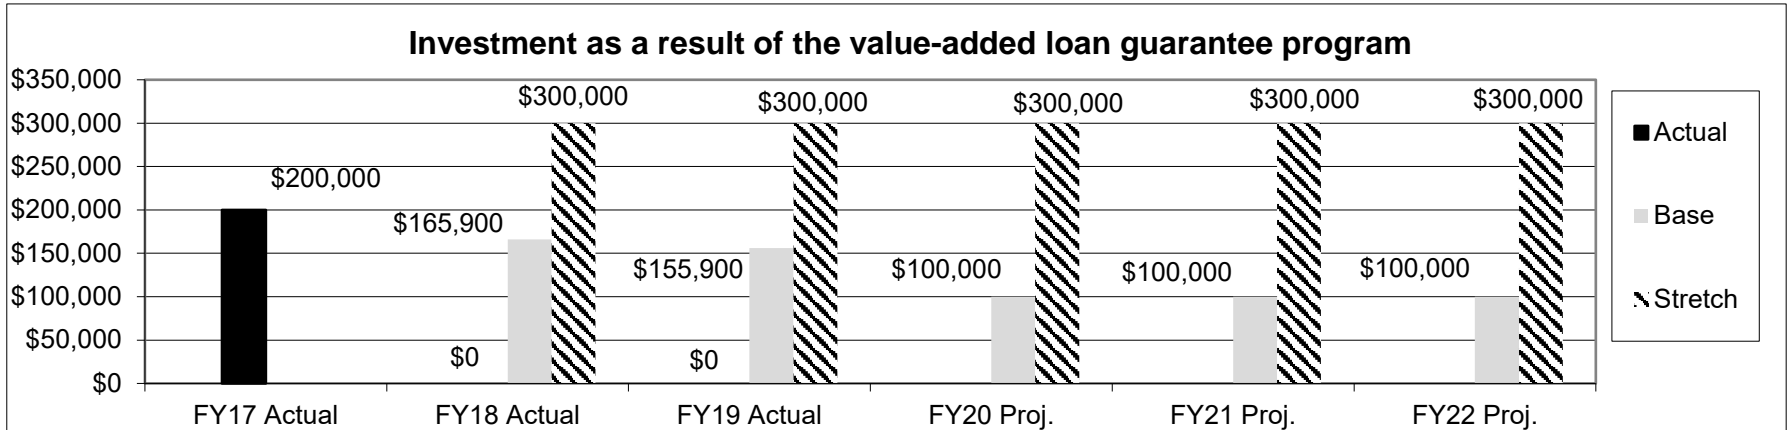 Investment as a result of the value-added loan guarantee program
$350,000
$300,000
$250,000
$200,000
$150,000
$100,000
$50,000
$0
$200,000
$0
$165,900
$300,000
$0
$155,900
$300,000
$100,000
$300,000
$100,000
$300,000
$100,000
$300,000
FY17 Actual
FY18 Actual
FY19 Actual
FY20 Proj.
FY21 Proj.
FY22 Proj.
Actual
Base
Stretch